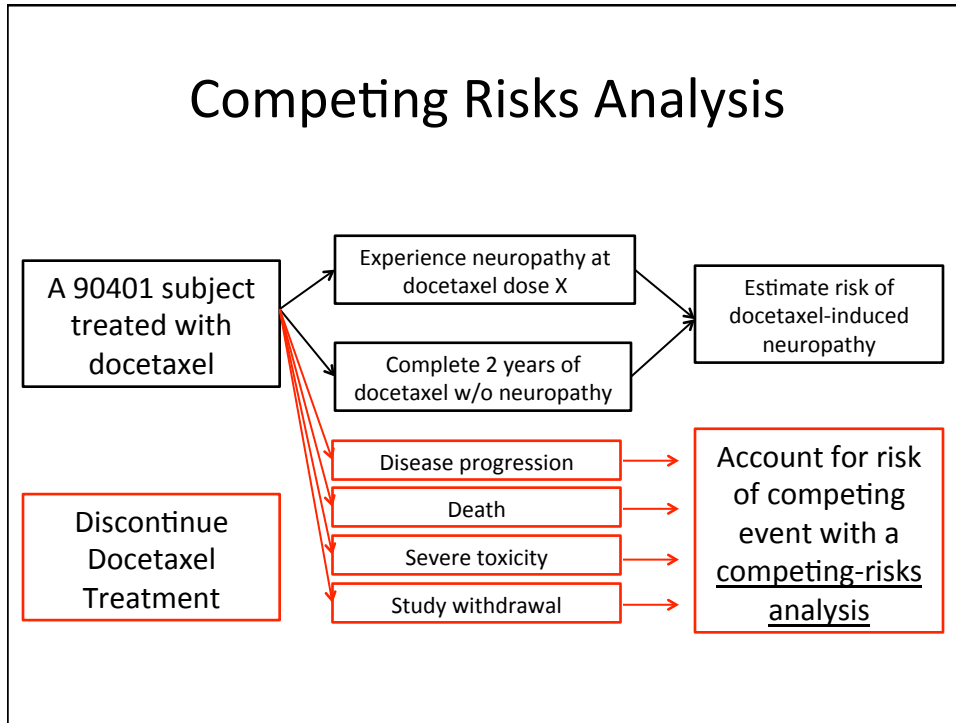 Competing Risks Analysis
A 90401 subject
treated with
docetaxel
Experience neuropathy at
docetaxel dose X
Complete 2 years of
docetaxel w/o neuropathy
Estimate risk of
docetaxel-induced
neuropathy
Discontinue
Docetaxel
Treatment
Disease progression
Death
Severe toxicity
Study withdrawal
Account for risk
of competing
event with a
competing-risks
analysis